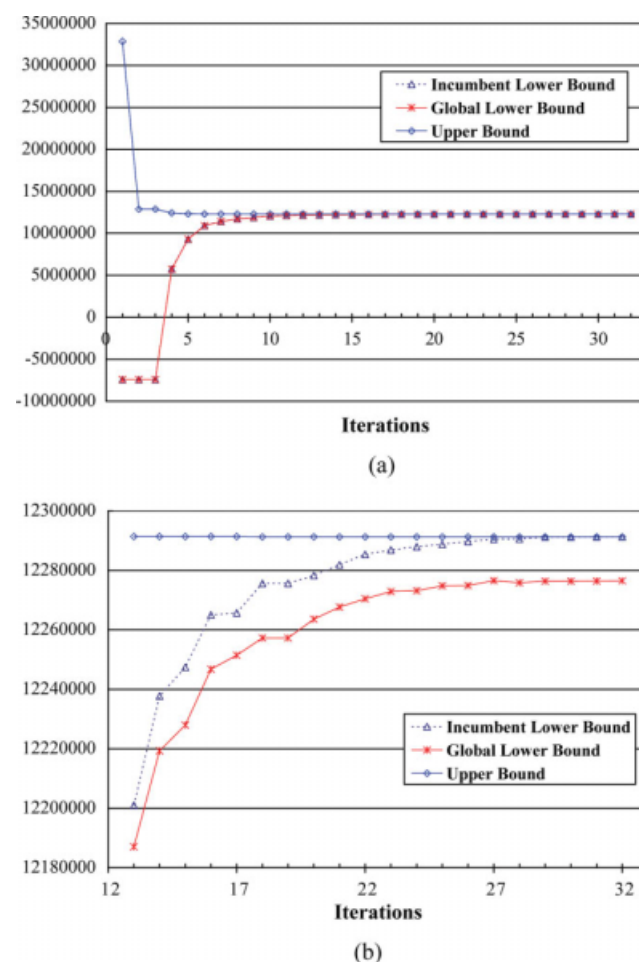 35000000
30000000
25000000
20000000
15000000
10000000
5000000
0
-5000000
-10000000
0 5 10 15 20 25 30
Incumbent Lower Bound
Global Lower Bound
Upper Bound
Iterations
(a)
12300000
12280000
12260000
12240000
12220000
12200000
12180000
12 17 22 27 32
Incumbent Lower Bound
Global Lower Bound
Upper Bound
Iterations
(b)